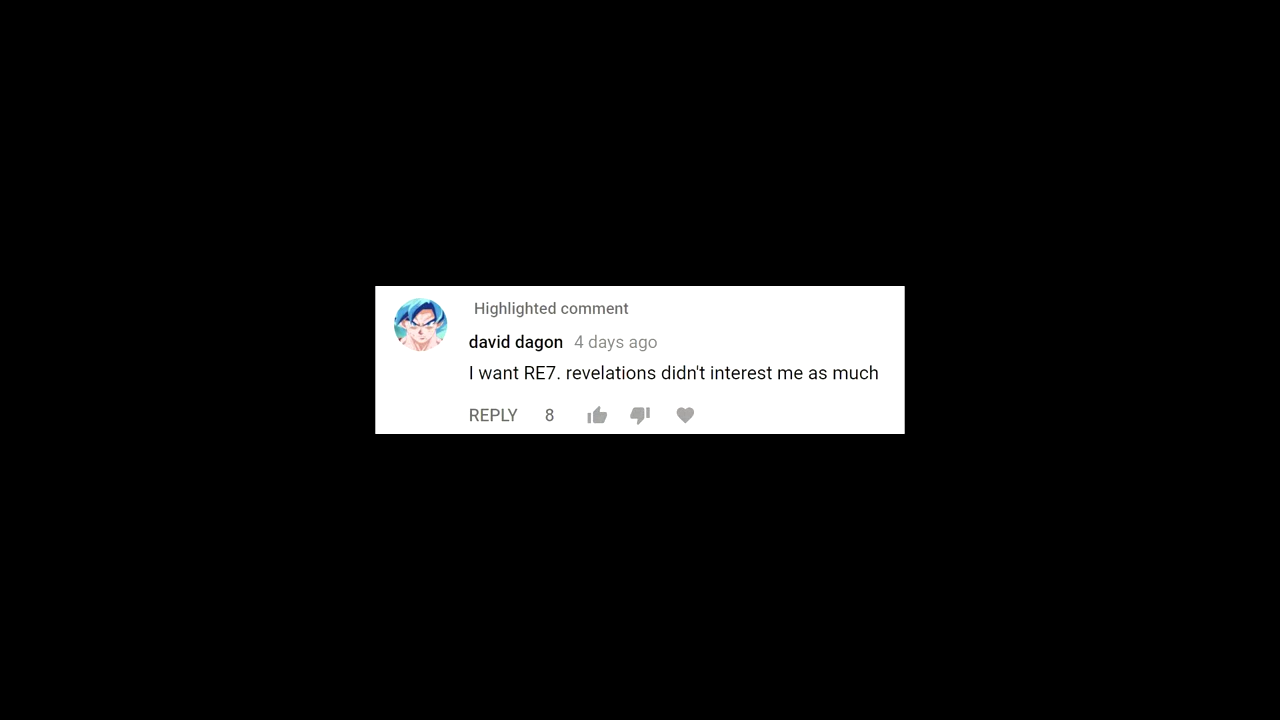 Highlighted comment
david dagon 4 days ago
I want RE7. revelations didn't interest me as much
REPLY 8